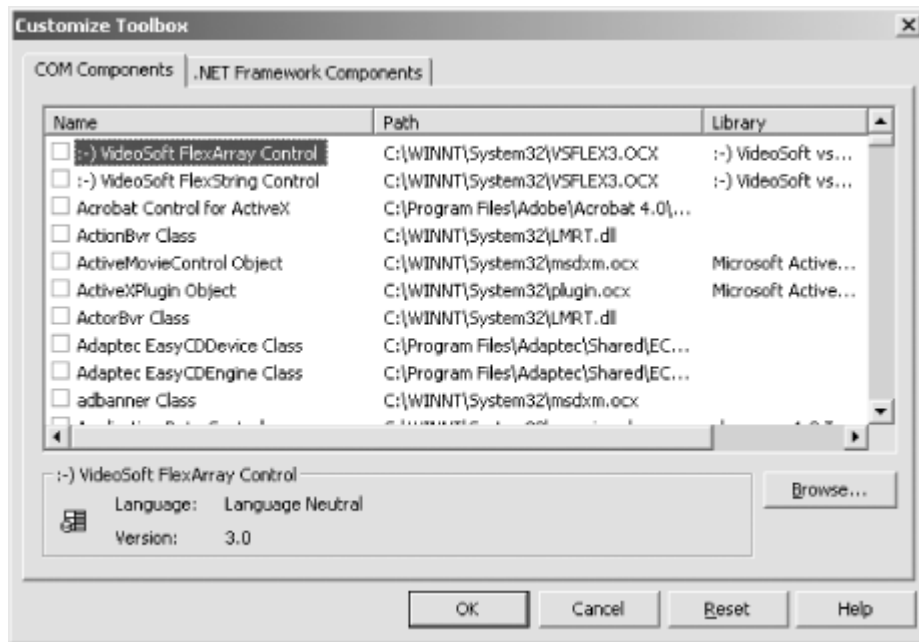 Customize Toolbox
COM Components .NET Framework Components
Name Path Library
:-) VideoSoft FlexArray Control C:\WINNT\System32\VSFLEX3.OCX :-) VideoSoft vs...
:-) VideoSoft FlexString Control C:\WINNT\System32\VSFLEX3.OCX :-) VideoSoft vs...
Acrobat Control for ActiveX C:\Program Files\Adobe\Acrobat 4.0\...
ActionBvr Class C:\WINNT\System32\LMRT.dll
ActiveMovieControl Object C:\WINNT\System32\msdxm.ocx Microsoft Active...
ActiveXPlugin Object C:\WINNT\System32\plugin.ocx Microsoft Active...
ActorBvr Class C:\WINNT\System32\LMRT.dll
Adaptec EasyCDDevice Class C:\Program Files\Adaptec\Shared\EC...
Adaptec EasyCDEngine Class C:\Program Files\Adaptec\Shared\EC...
adbanner Class C:\WINNT\System32\msdxm.ocx
:-) VideoSoft FlexArray Control
Browse...
Language: Language Neutral
Version: 3.0
OK Cancel Reset Help